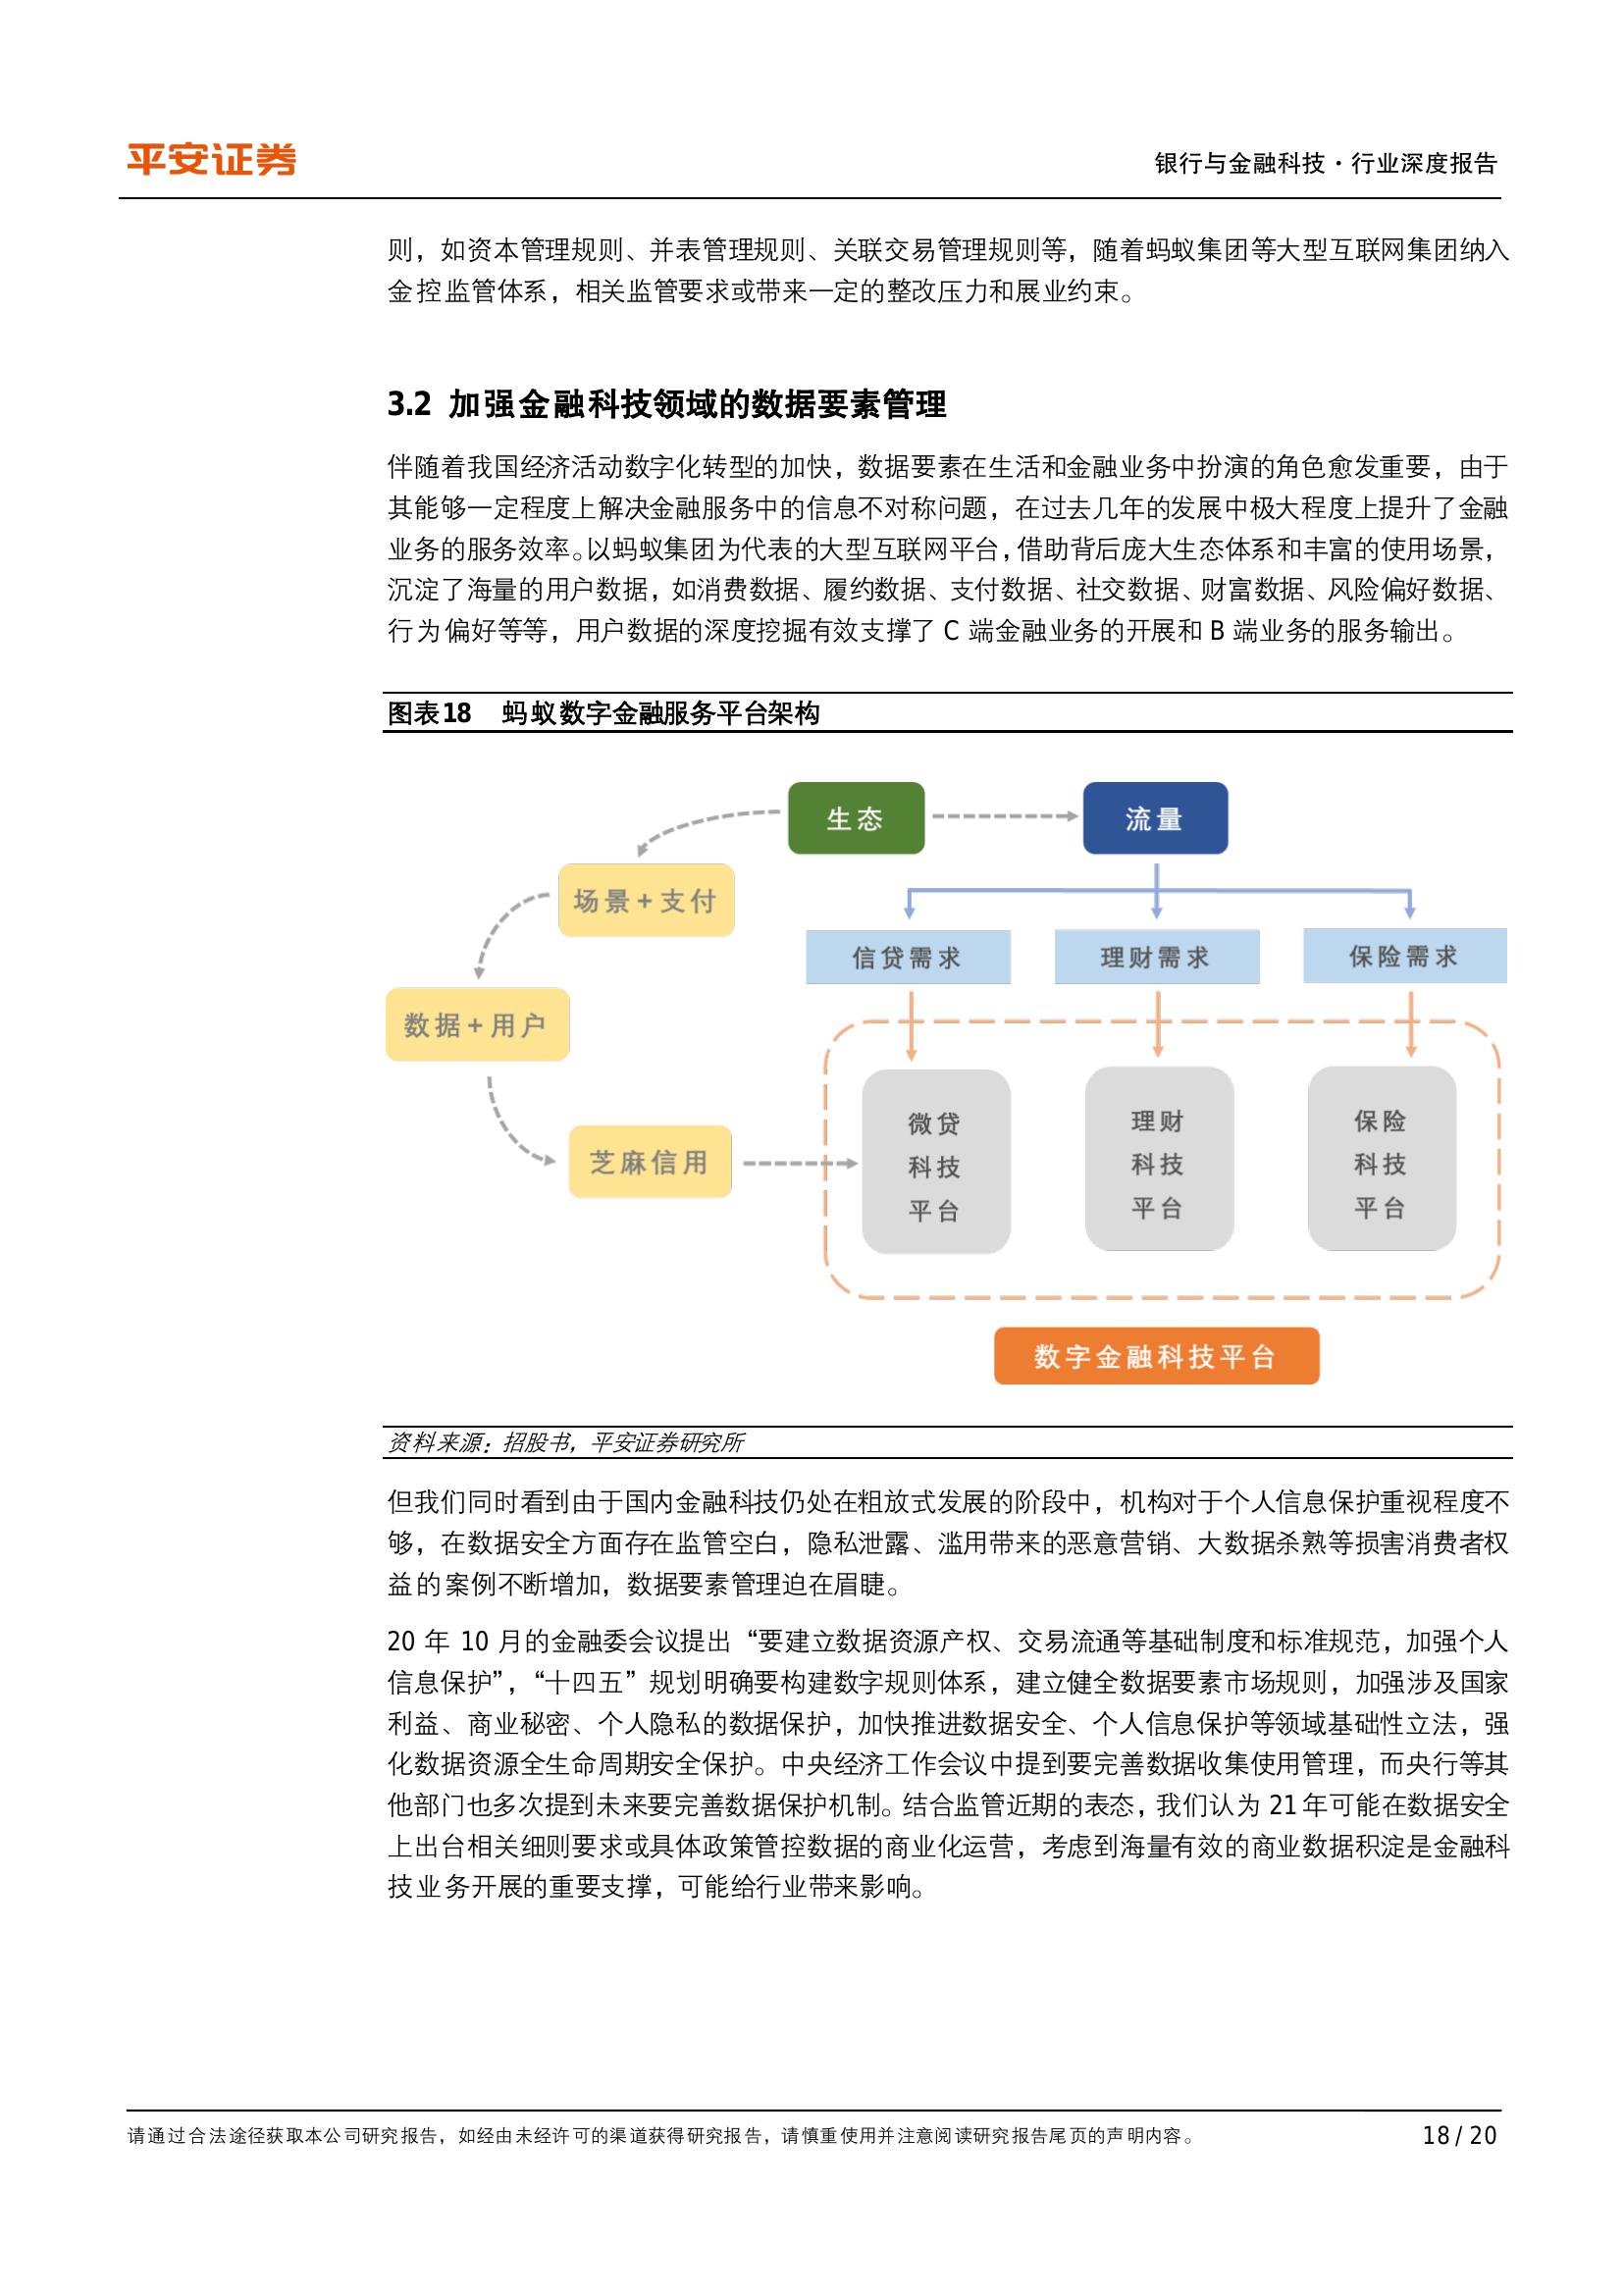 平安证券
银行与金融科技·行业深度报告
则，如资本管理规则、并表管理规则、关联交易管理规则等，随着蚂蚁集团等大型互联网集团纳入
金控监管体系，相关监管要求或带来一定的整改压力和展业约束。
3.2 加强金融科技领域的数据要素管理
伴随着我国经济活动数字化转型的加快，数据要素在生活和金融业务中扮演的角色愈发重要，由于
其能够一定程度上解决金融服务中的信息不对称问题，在过去几年的发展中极大程度上提升了金融
业务的服务效率。以蚂蚁集团为代表的大型互联网平台，借助背后庞大生态体系和丰富的使用场景，
沉淀了海量的用户数据，如消费数据、履约数据、支付数据、社交数据、财富数据、风险偏好数据、
行为偏好等等，用户数据的深度挖掘有效支撑了 C 端金融业务的开展和 B 端业务的服务输出。
图表18 蚂蚁数字金融服务平台架构
生态
流量
场景+支付
信贷需求
理财需求
保险需求
数据+用户
芝麻信用
微贷
科技
平台
理财
科技
平台
保险
科技
平台
数字金融科技平台
资料来源：招股书，平安证券研究所
但我们同时看到由于国内金融科技仍处在粗放式发展的阶段中，机构对于个人信息保护重视程度不
够，在数据安全方面存在监管空白，隐私泄露、滥用带来的恶意营销、大数据杀熟等损害消费者权
益的案例不断增加，数据要素管理迫在眉睫。
20 年 10 月的金融委会议提出“要建立数据资源产权、交易流通等基础制度和标准规范，加强个人
信息保护”，“十四五”规划明确要构建数字规则体系，建立健全数据要素市场规则，加强涉及国家
利益、商业秘密、个人隐私的数据保护，加快推进数据安全、个人信息保护等领域基础性立法，强
化数据资源全生命周期安全保护。中央经济工作会议中提到要完善数据收集使用管理，而央行等其
他部门也多次提到未来要完善数据保护机制。结合监管近期的表态，我们认为 21 年可能在数据安全
上出台相关细则要求或具体政策管控数据的商业化运营，考虑到海量有效的商业数据积淀是金融科
技业务开展的重要支撑，可能给行业带来影响。
请通过合法途径获取本公司研究报告，如经由未经许可的渠道获得研究报告，请慎重使用并注意阅读研究报告尾页的声明内容。
18 / 20